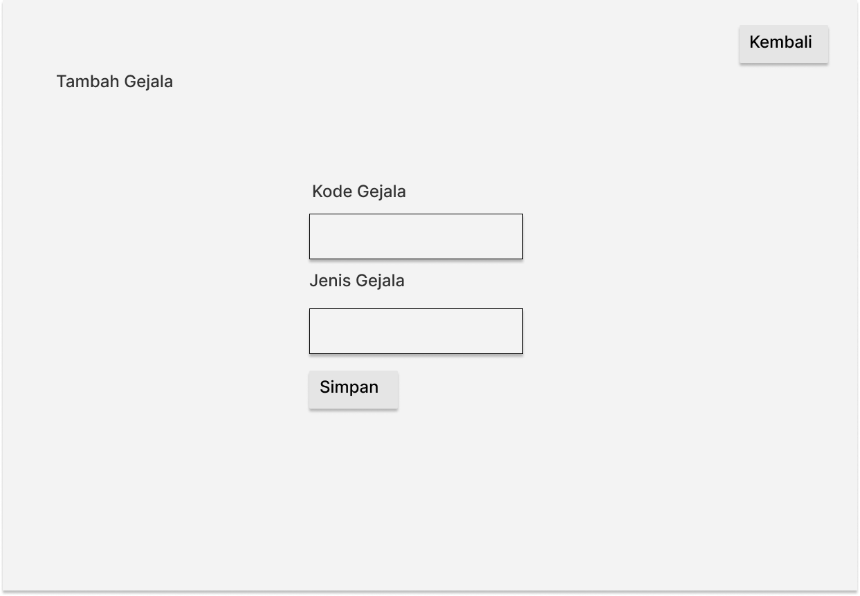 Kembali
Tambah Gejala
Kode Gejala
Jenis Gejala
Simpan